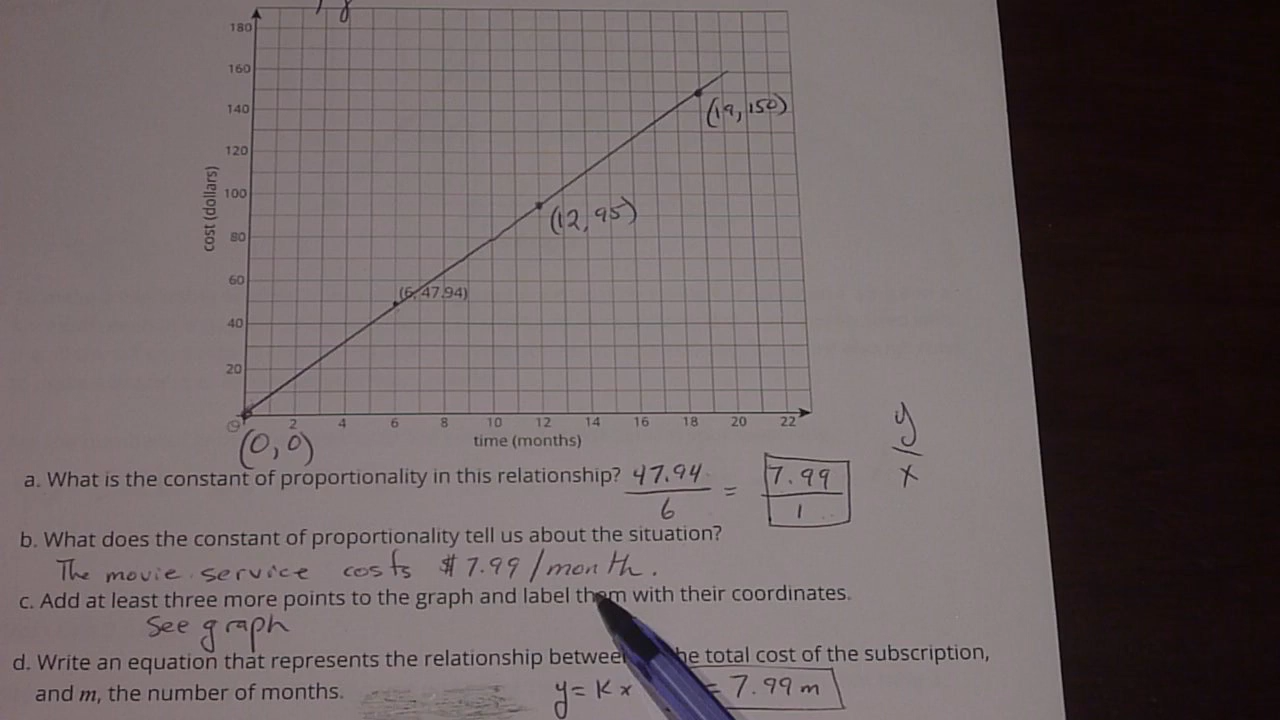 180
160
140
120
100
80
60
40
20
cost (dollars)
(19, 150)
(12, 95)
(6, 47.94)
(0, 0)
2 4 6 8 10 12 14 16 18 20 22
time (months)
y
x
a. What is the constant of proportionality in this relationship? 47.94 / 6 = 7.99 / 1
b. What does the constant of proportionality tell us about the situation?
The movie service costs $7.99/month.
c. Add at least three more points to the graph and label them with their coordinates.
See graph
d. Write an equation that represents the relationship between the total cost of the subscription,
and m, the number of months. y = Kx = 7.99m